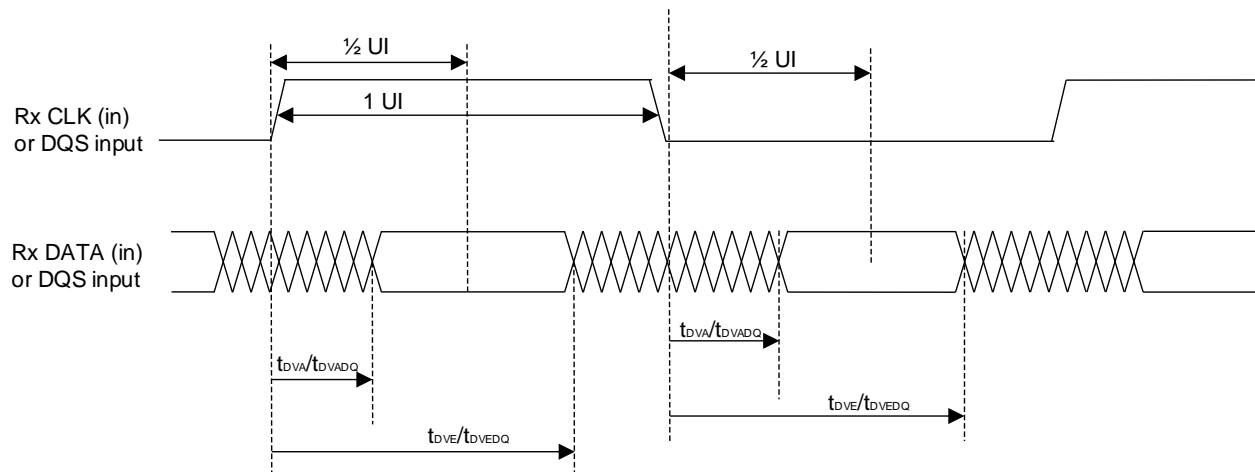 ½ UI
½ UI
1 UI
Rx CLK (in)
or DQS input
Rx DATA (in)
or DQS input
tDVA/tDVADQ
tDVA/tDVADQ
tDVE/tDVEDQ
tDVE/tDVEDQ